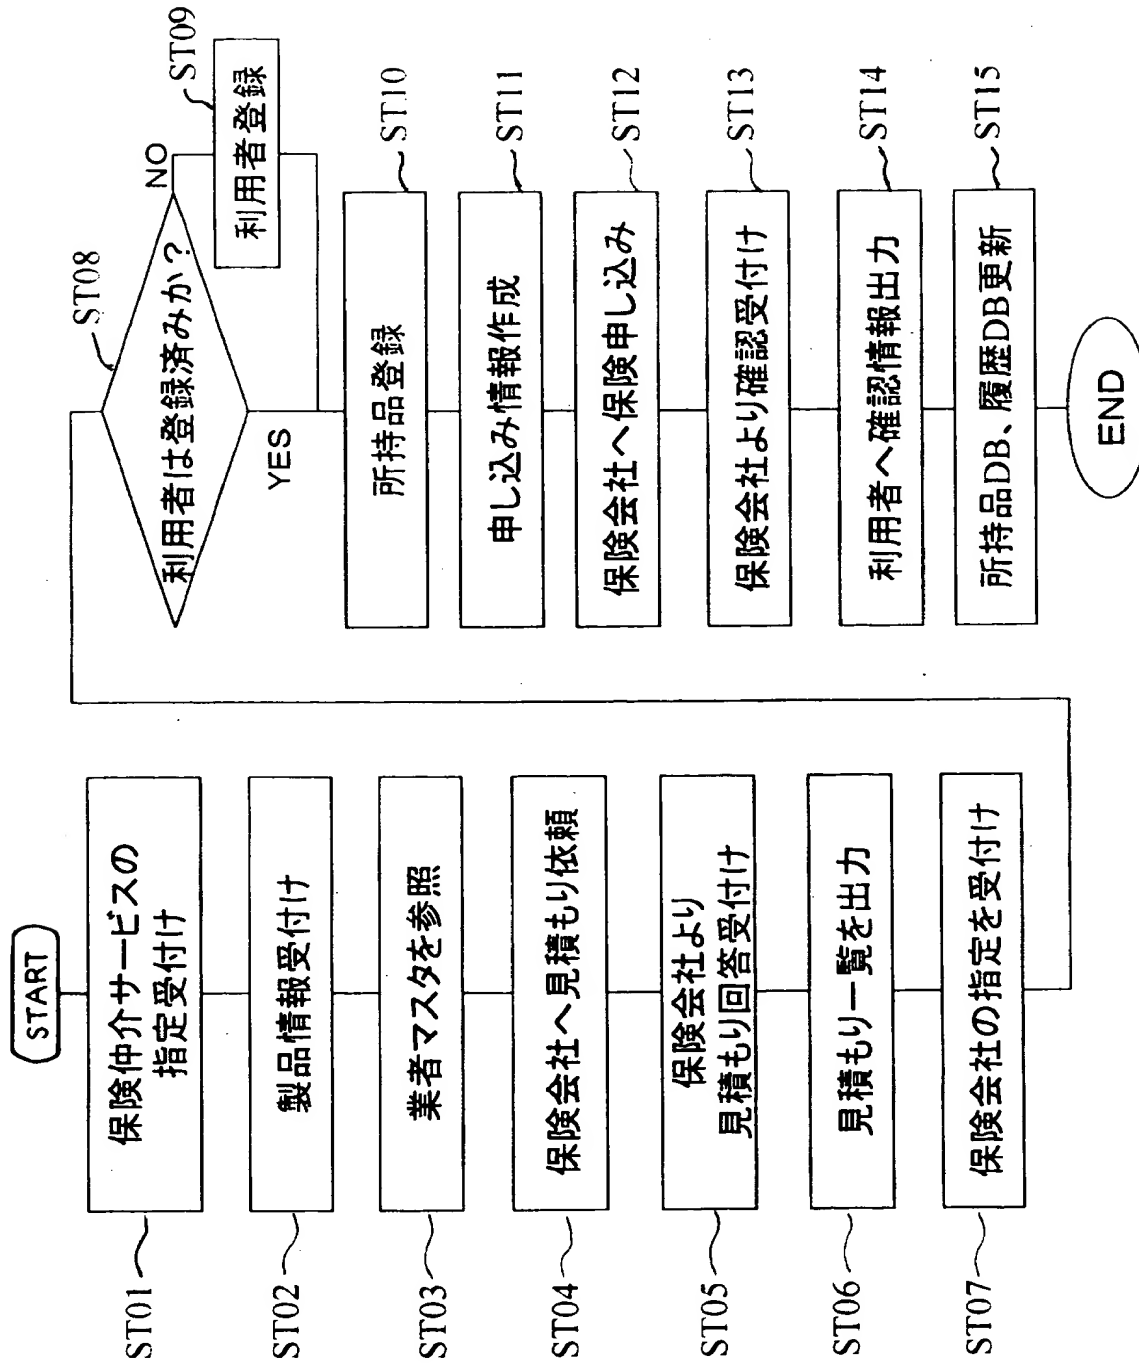 START
ST01
保険仲介サービスの
指定受付け
ST02
製品情報受付け
ST03
業者マスタを参照
ST04
保険会社へ見積もり依頼
ST05
保険会社より
見積もり回答受付け
ST06
見積もり一覧を出力
ST07
保険会社の指定を受付け
ST08
利用者は登録済みか?
NO
ST09
利用者登録
YES
ST10
所持品登録
ST11
申し込み情報作成
ST12
保険会社へ保険申し込み
ST13
保険会社より確認受付け
ST14
利用者へ確認情報出力
ST15
所持品DB、履歴DB更新
END